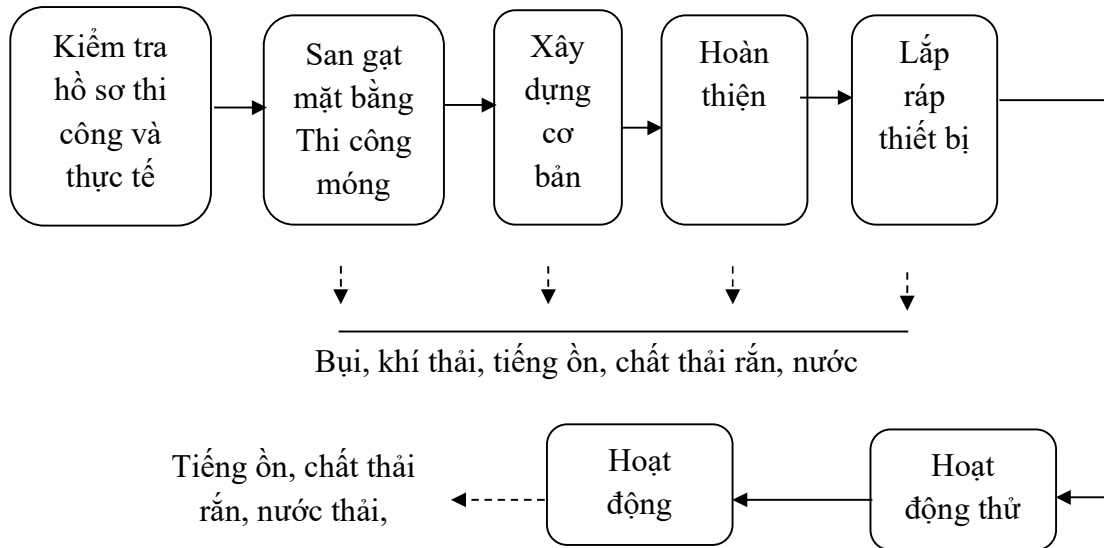 Kiểm tra
hồ sơ thi
công và
thực tế
San gạt
mặt bằng
Thi công
móng
Xây
dựng
cơ
bản
Hoàn
thiện
Lắp
ráp
thiết bị
Bụi, khí thải, tiếng ồn, chất thải rắn, nước
Tiếng ồn, chất thải
rắn, nước thải,
Hoạt
động
Hoạt
động thử